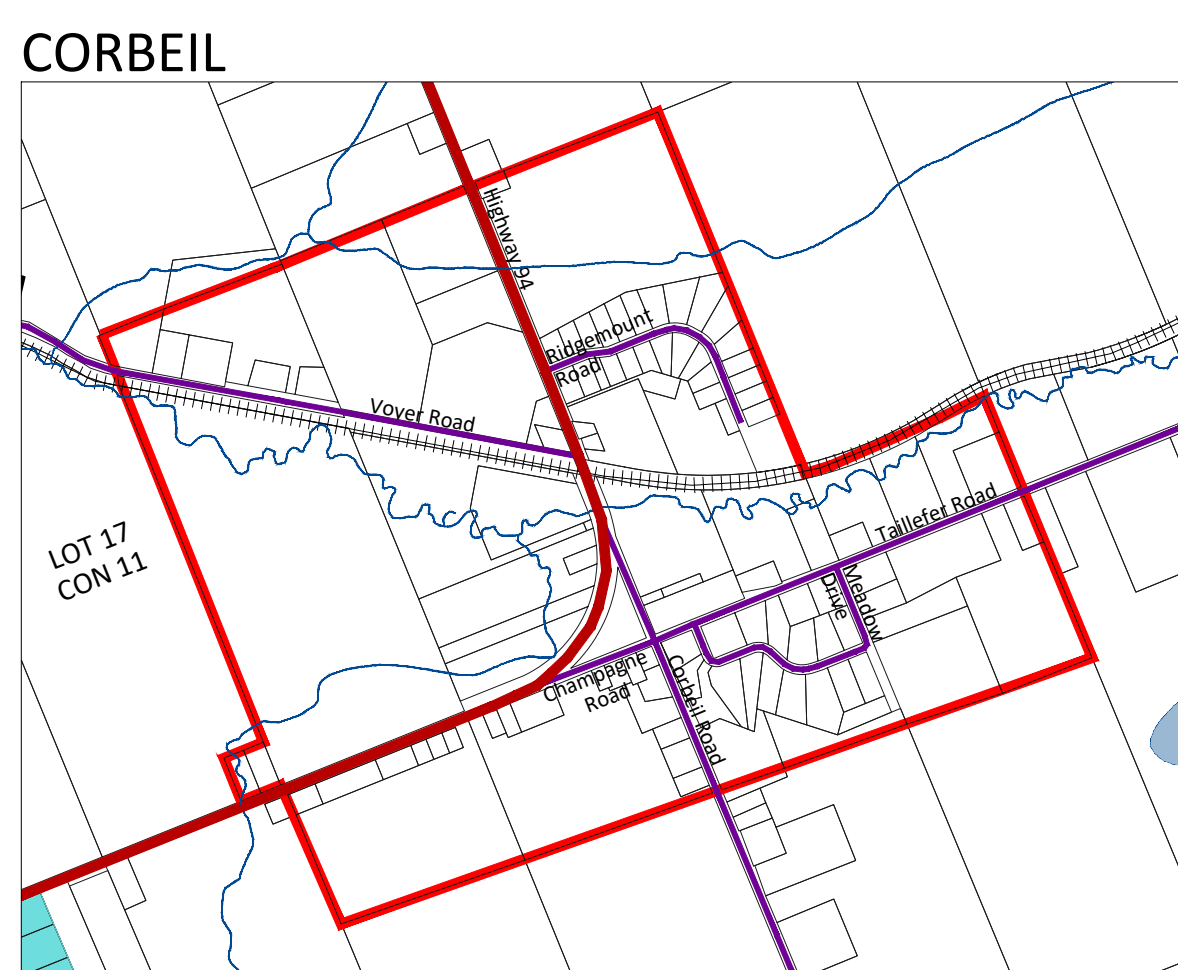 CORBEIL
Highway 94
Ridgemount
Road
Voyer Road
LOT 17
CON 11
Taillefer Road
Meadow
Drive
Champagne
Road
Corbeil Road